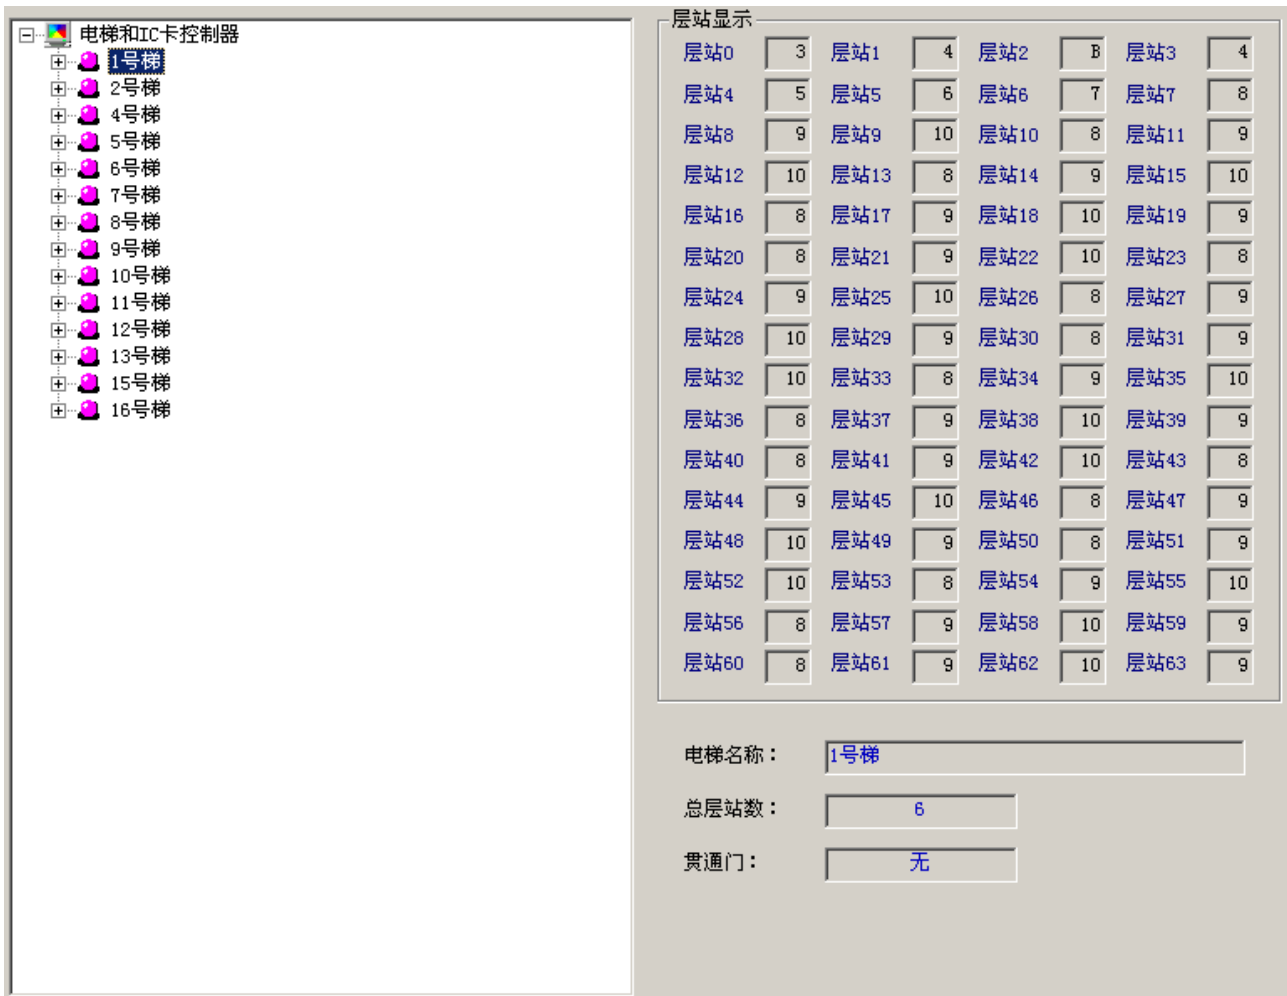 电梯和IC卡控制器
1号梯
2号梯
4号梯
5号梯
6号梯
7号梯
8号梯
9号梯
10号梯
11号梯
12号梯
13号梯
15号梯
16号梯
层站显示
层站0 3 层站1 4 层站2 B 层站3 4
层站4 5 层站5 6 层站6 7 层站7 8
层站8 9 层站9 10 层站10 8 层站11 9
层站12 10 层站13 8 层站14 9 层站15 10
层站16 8 层站17 9 层站18 10 层站19 9
层站20 8 层站21 9 层站22 10 层站23 8
层站24 9 层站25 10 层站26 8 层站27 9
层站28 10 层站29 9 层站30 8 层站31 9
层站32 10 层站33 8 层站34 9 层站35 10
层站36 8 层站37 9 层站38 10 层站39 9
层站40 8 层站41 9 层站42 10 层站43 8
层站44 9 层站45 10 层站46 8 层站47 9
层站48 10 层站49 9 层站50 8 层站51 9
层站52 10 层站53 8 层站54 9 层站55 10
层站56 8 层站57 9 层站58 10 层站59 9
层站60 8 层站61 9 层站62 10 层站63 9
电梯名称： 1号梯
总层站数： 6
贯通门： 无